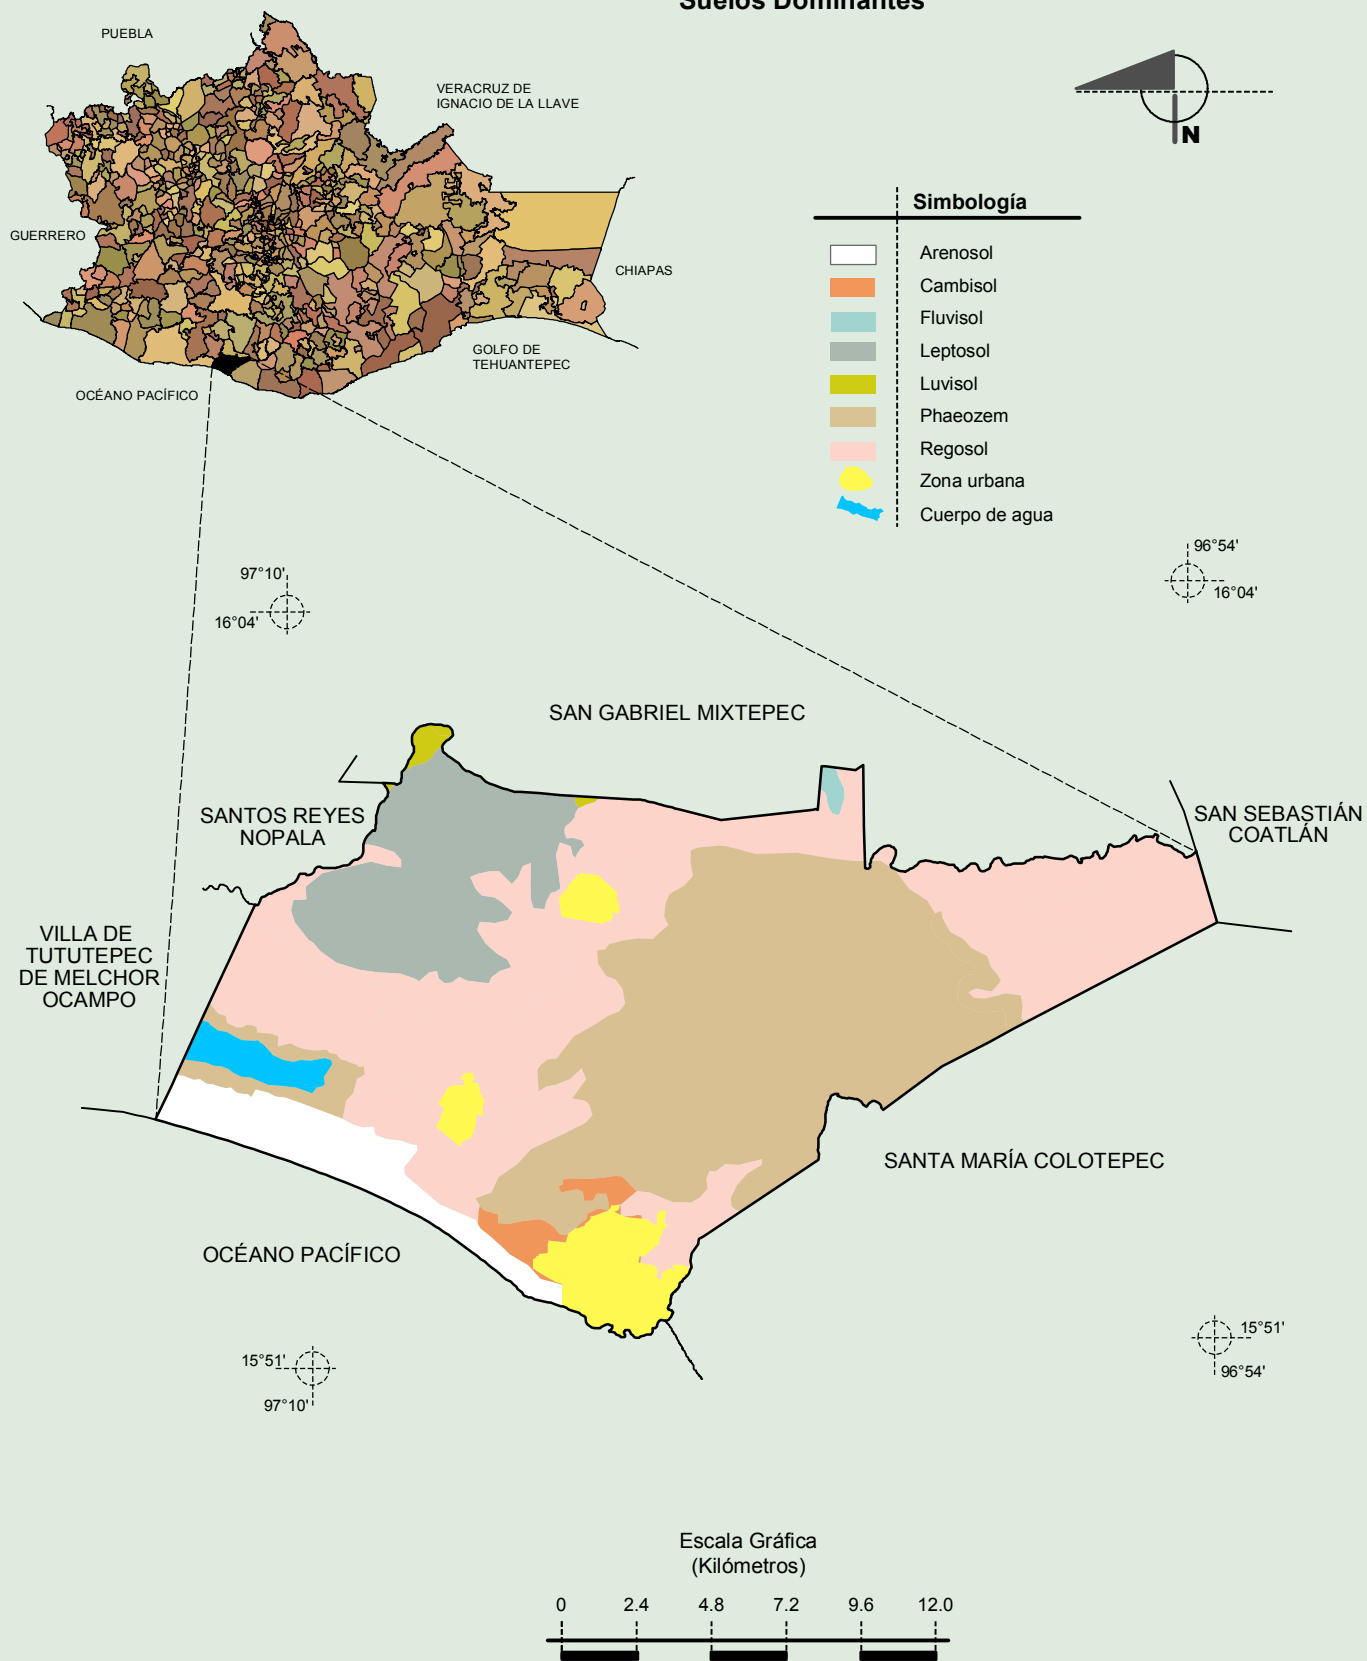 Suelos Dominantes
PUEBLA
VERACRUZ DE
IGNACIO DE LA LLAVE
GUERRERO
CHIAPAS
GOLFO DE
TEHUANTEPEC
OCÉANO PACÍFICO
N
Simbología
Arenosol
Cambisol
Fluvisol
Leptosol
Luvisol
Phaeozem
Regosol
Zona urbana
Cuerpo de agua
97°10'
16°04'
96°54'
16°04'
SAN GABRIEL MIXTEPEC
SANTOS REYES
NOPALA
SAN SEBASTIÁN
COATLÁN
VILLA DE
TUTUTEPEC
DE MELCHOR
OCAMPO
SANTA MARÍA COLOTEPEC
OCÉANO PACÍFICO
15°51'
97°10'
15°51'
96°54'
Escala Gráfica
(Kilómetros)
0 2.4 4.8 7.2 9.6 12.0